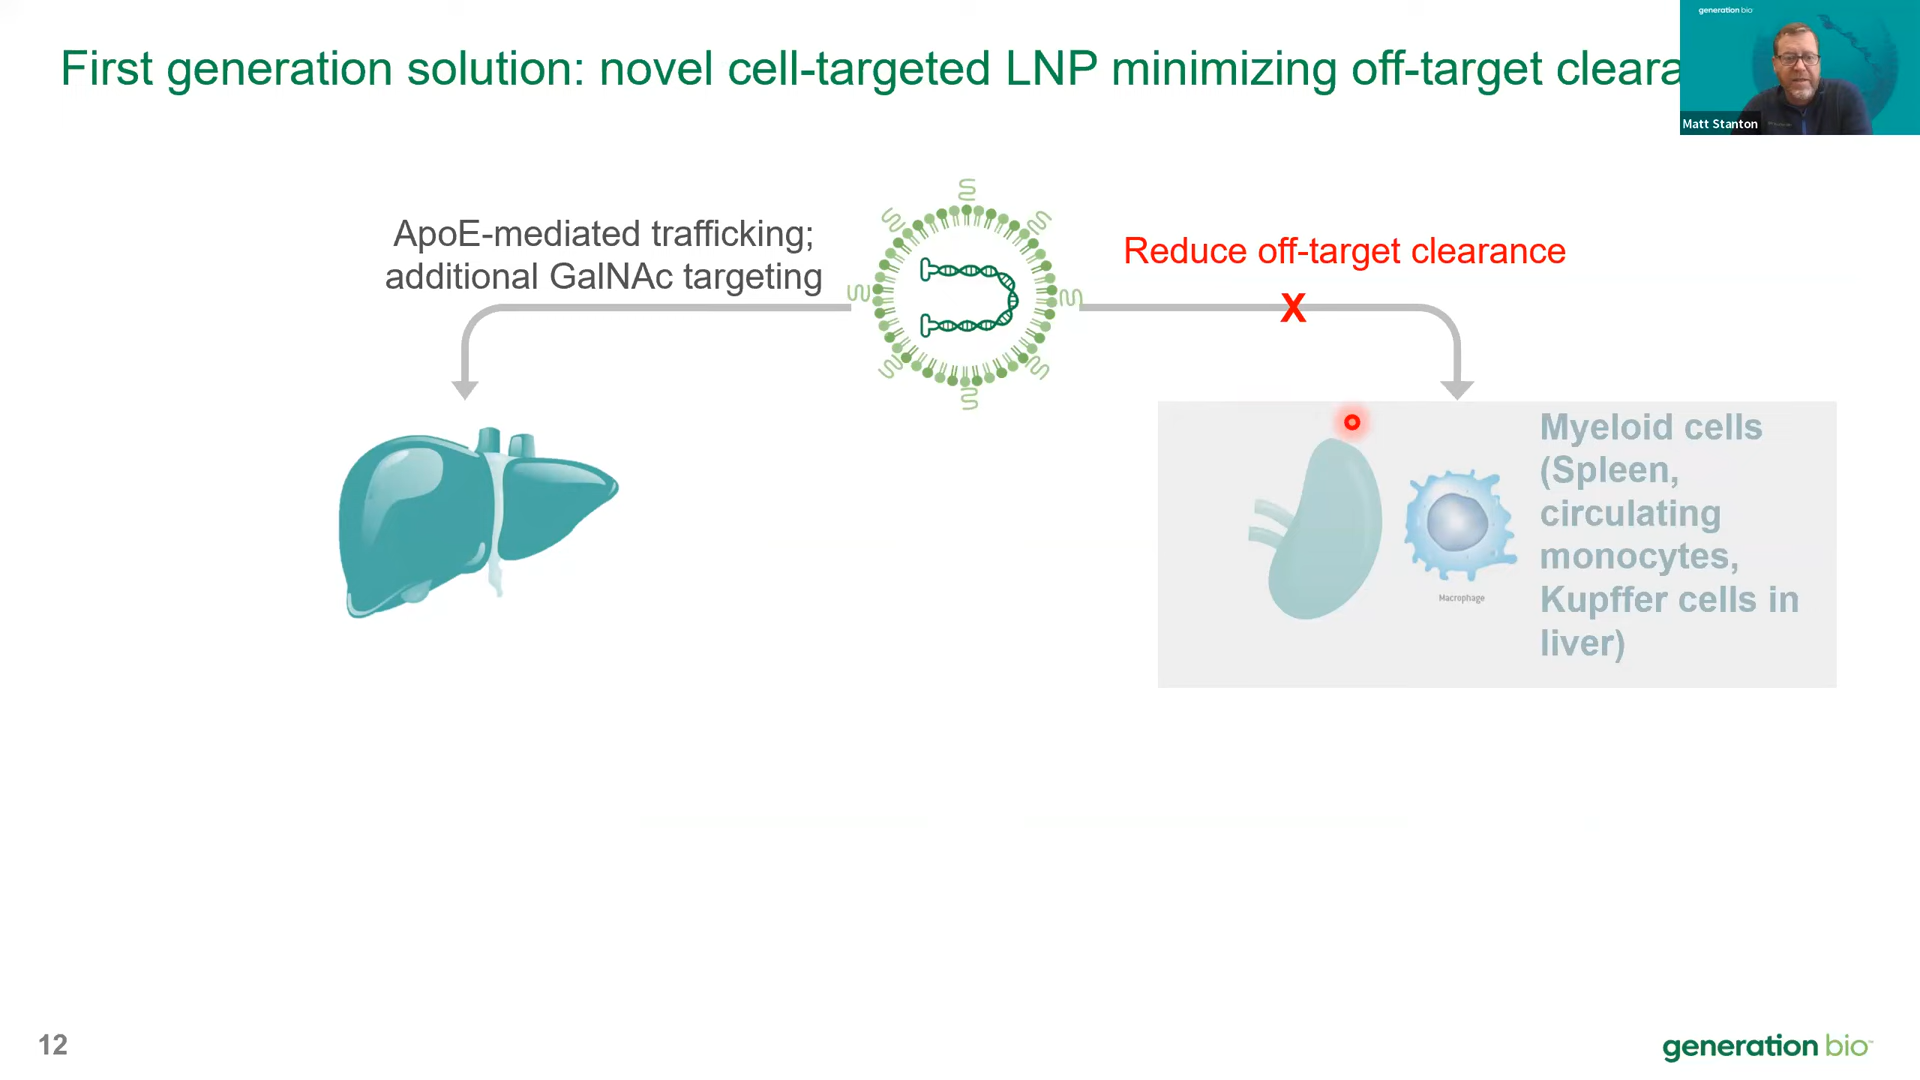 generation bio
First generation solution: novel cell-targeted LNP minimizing off-target cleara
Matt Stanton
ApoE-mediated trafficking;
additional GalNAc targeting
Reduce off-target clearance
X
Myeloid cells
(Spleen,
circulating
monocytes,
Kupffer cells in
liver)
Macrophage
12
generation bio™